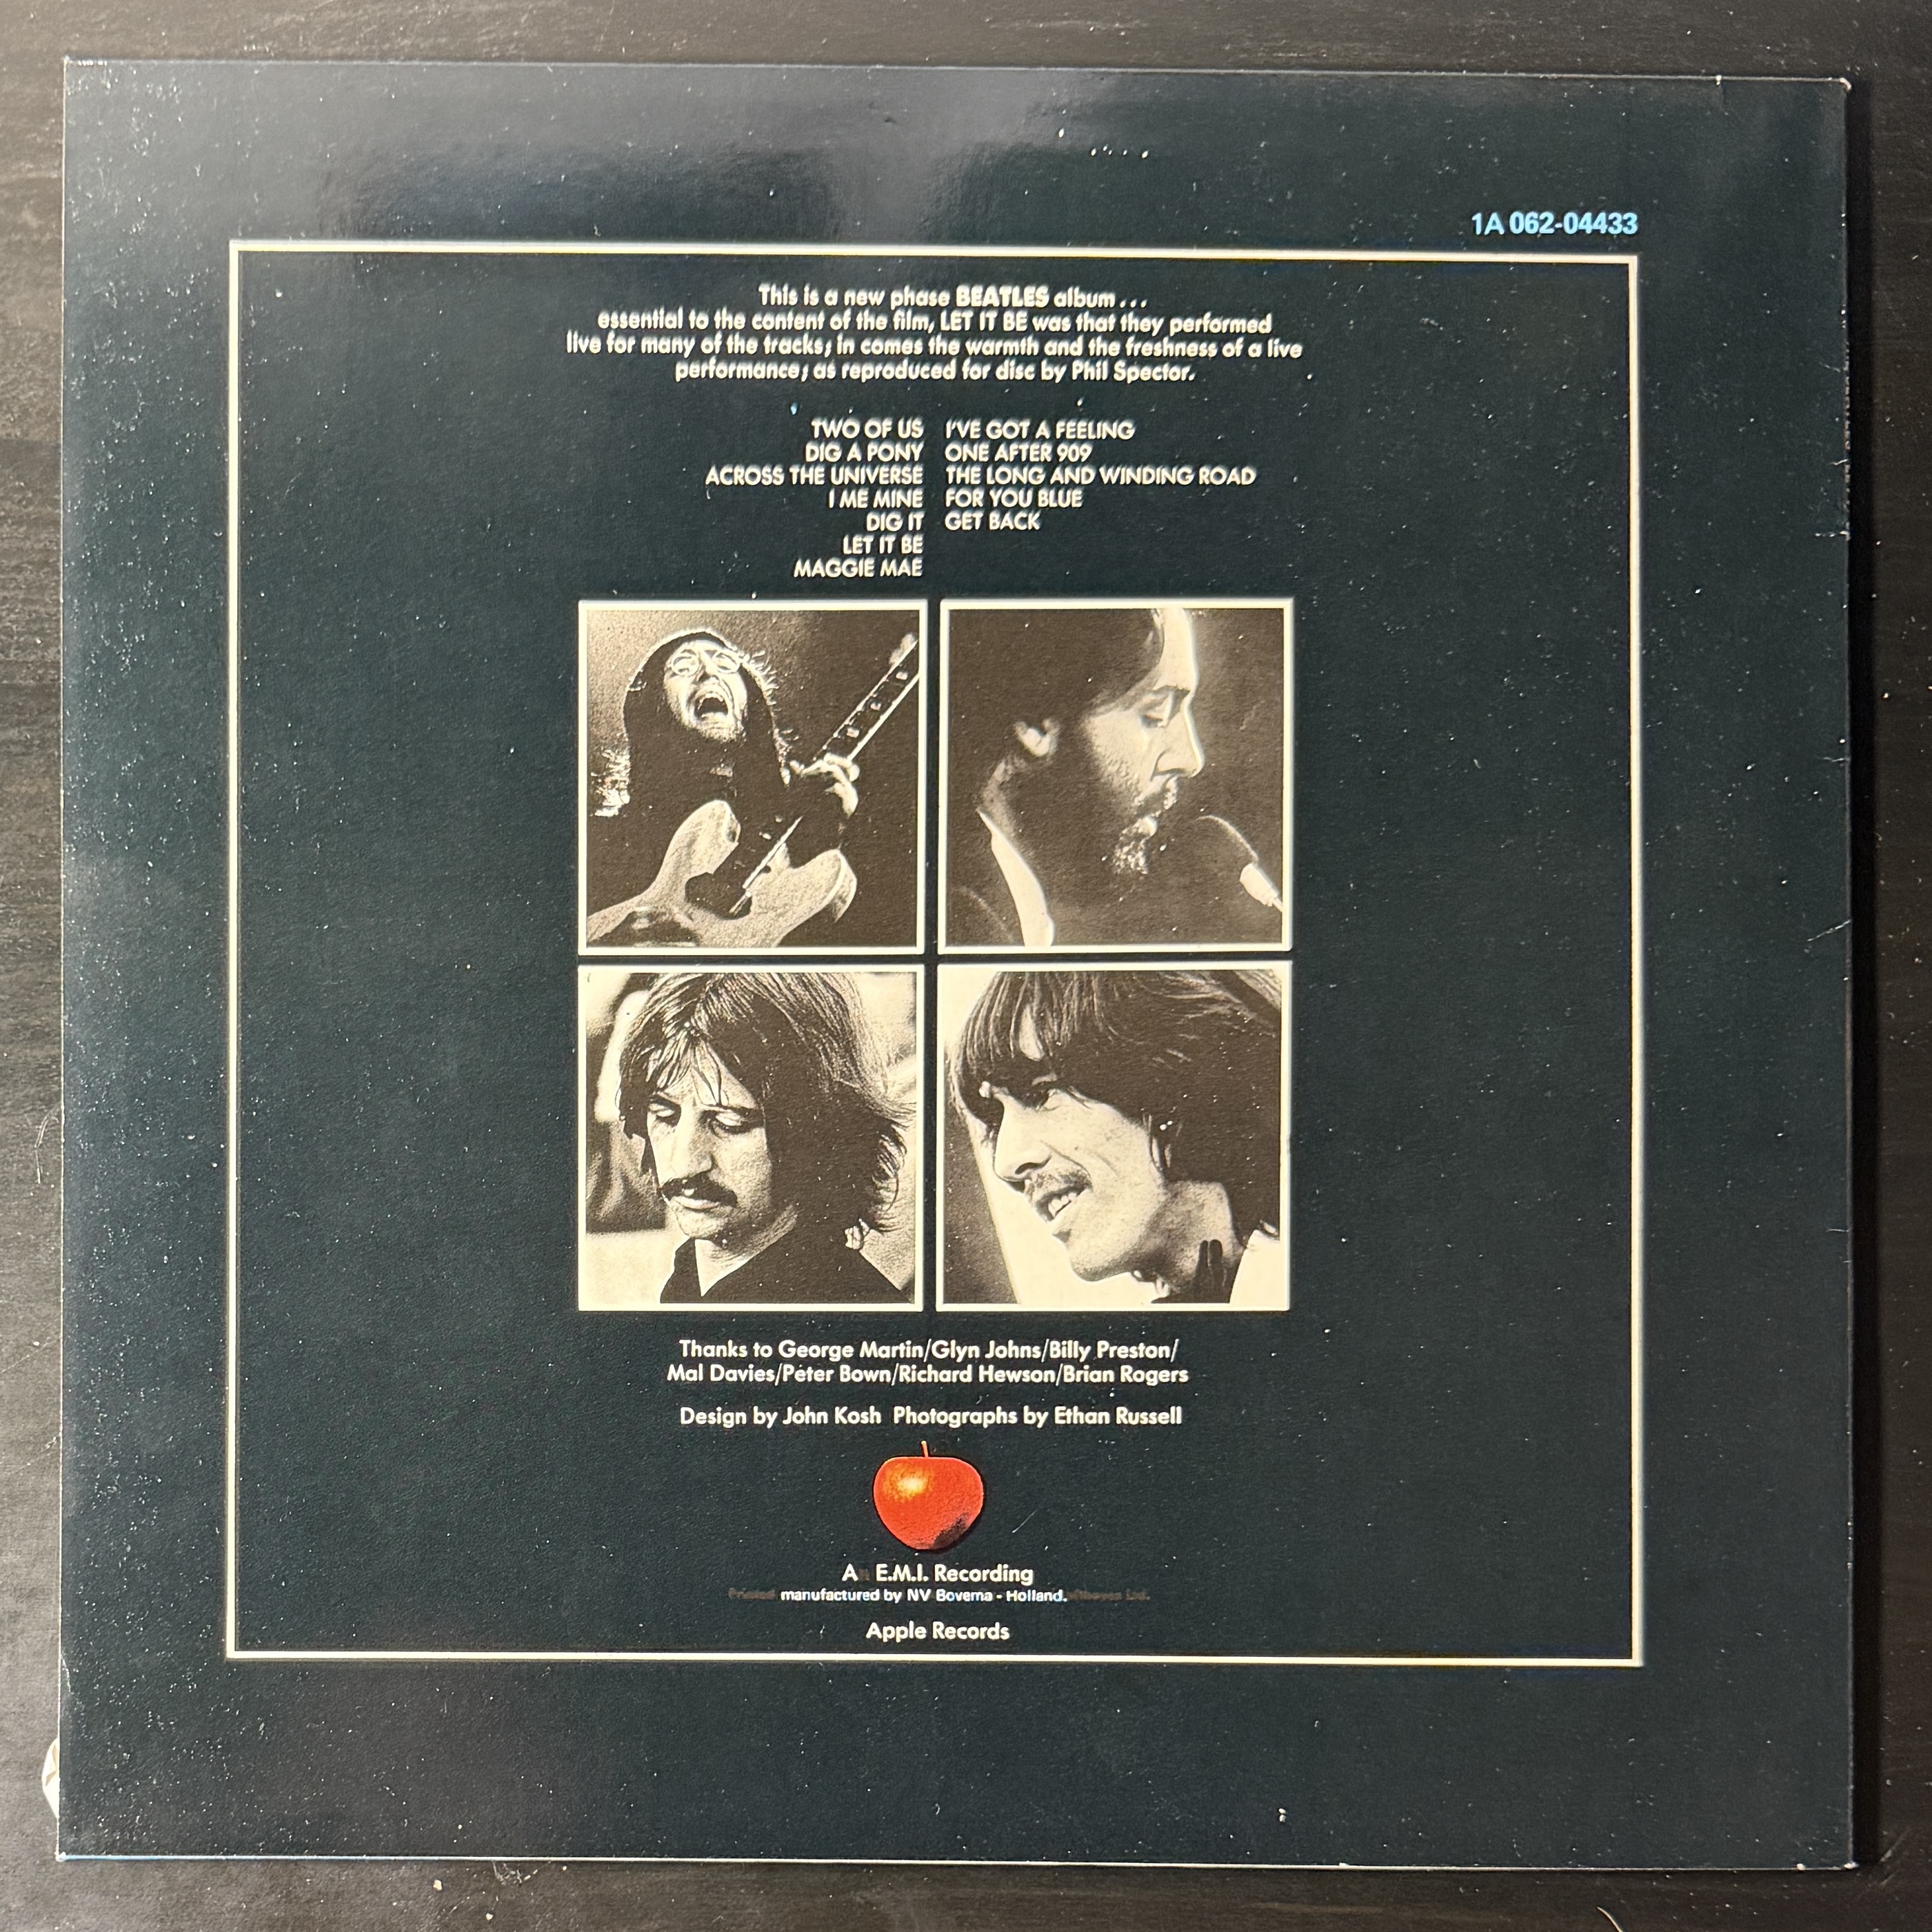 1A 062-04433
This is a new phase BEATLES album...
essential to the content of the film, LET IT BE was that they performed
live for many of the tracks; in comes the warmth and the freshness of a live
performance; as reproduced for disc by Phil Spector.
TWO OF US
DIG A PONY
ACROSS THE UNIVERSE
I ME MINE
DIG IT
LET IT BE
MAGGIE MAE
I'VE GOT A FEELING
ONE AFTER 909
THE LONG AND WINDING ROAD
FOR YOU BLUE
GET BACK
Thanks to George Martin/Glyn Johns/Billy Preston/
Mal Davies/Peter Bown/Richard Hewson/Brian Rogers
Design by John Kosh Photographs by Ethan Russell
A E.M.I. Recording
Printed manufactured by NV Bovema - Holland. Ltd.
Apple Records